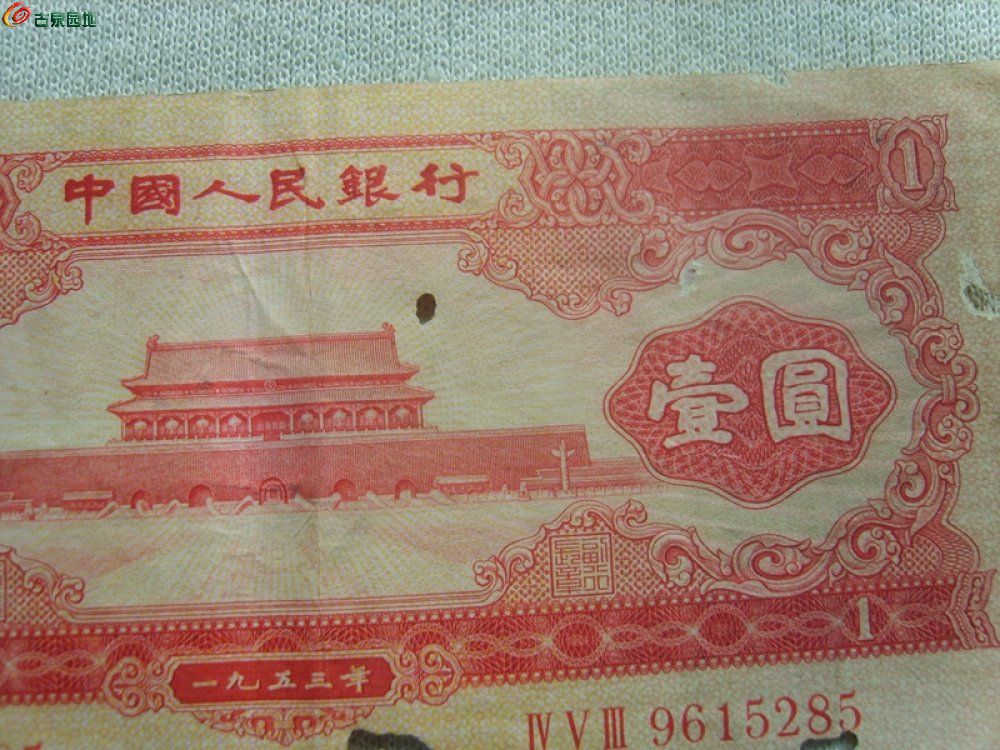 古泉园地
中國人民銀行
1
壹圓
1
一九五三年
ⅣⅤⅢ 9615285